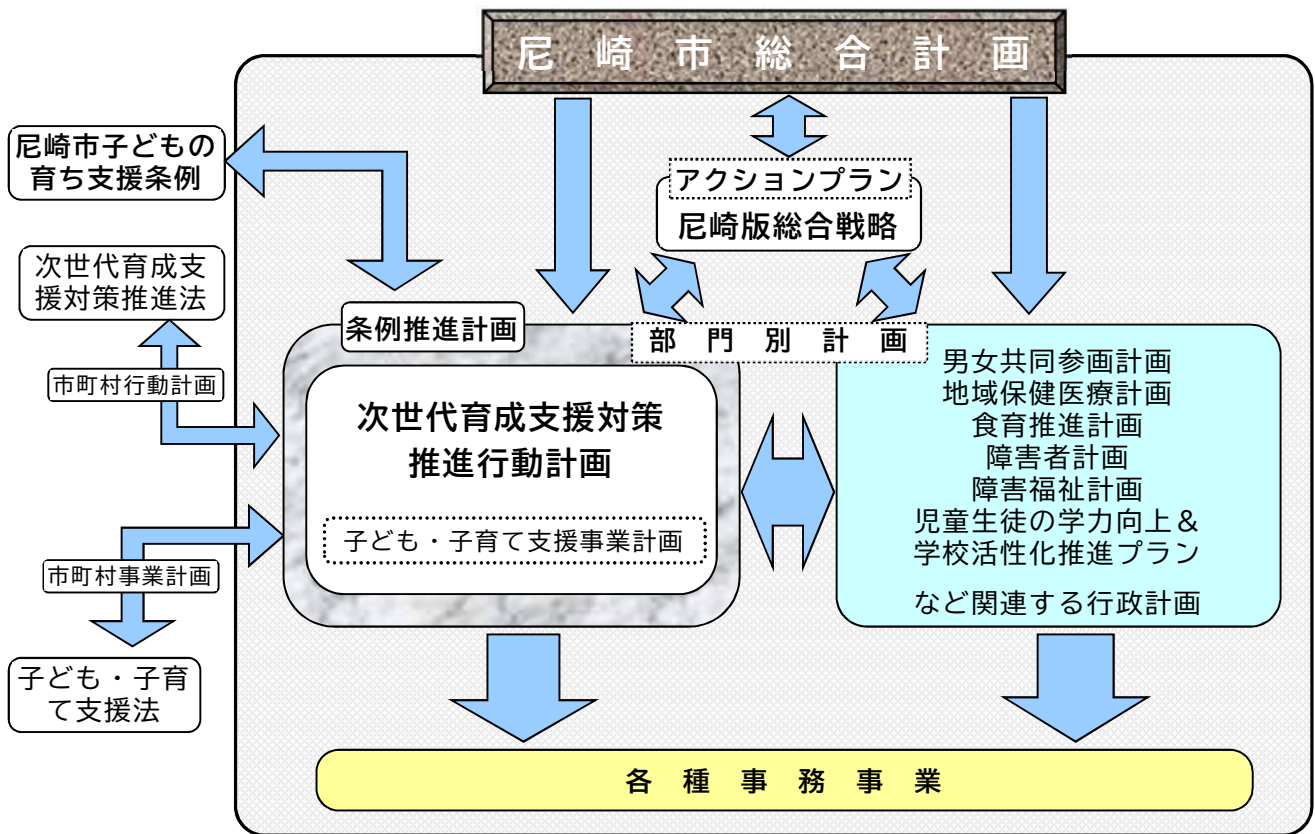 尼崎市総合計画
尼崎市子どもの
育ち支援条例
アクションプラン
尼崎版総合戦略
次世代育成支
援対策推進法
条例推進計画
部門別計画
市町村行動計画
次世代育成支援対策
推進行動計画
子ども・子育て支援事業計画
男女共同参画計画
地域保健医療計画
食育推進計画
障害者計画
障害福祉計画
児童生徒の学力向上&
学校活性化推進プラン
など関連する行政計画
市町村事業計画
子ども・子育
て支援法
各種事務事業